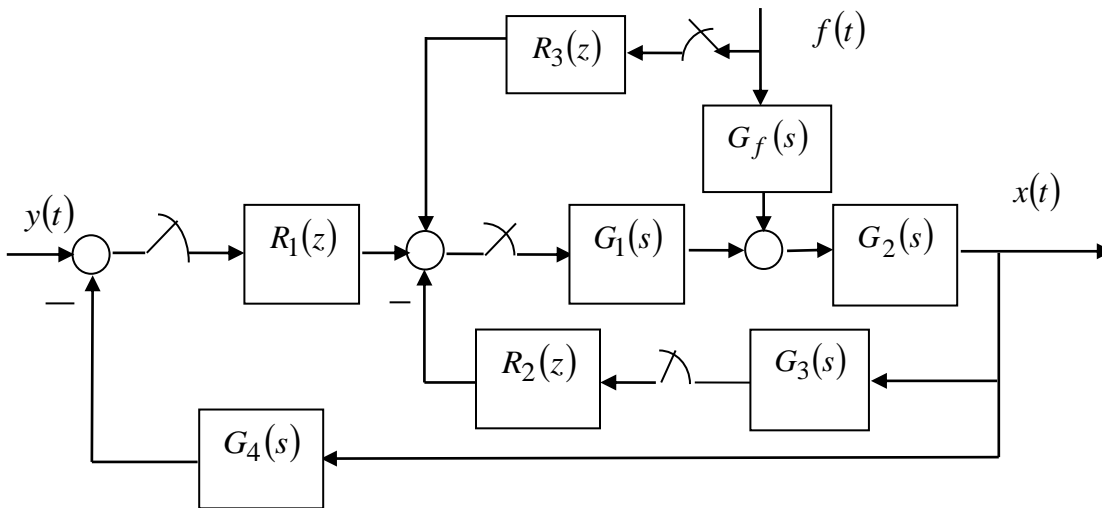 f(t)
R₃(z)
G_f(s)
x(t)
y(t)
R₁(z)
G₁(s)
G₂(s)
—
–
R₂(z)
G₃(s)
G₄(s)